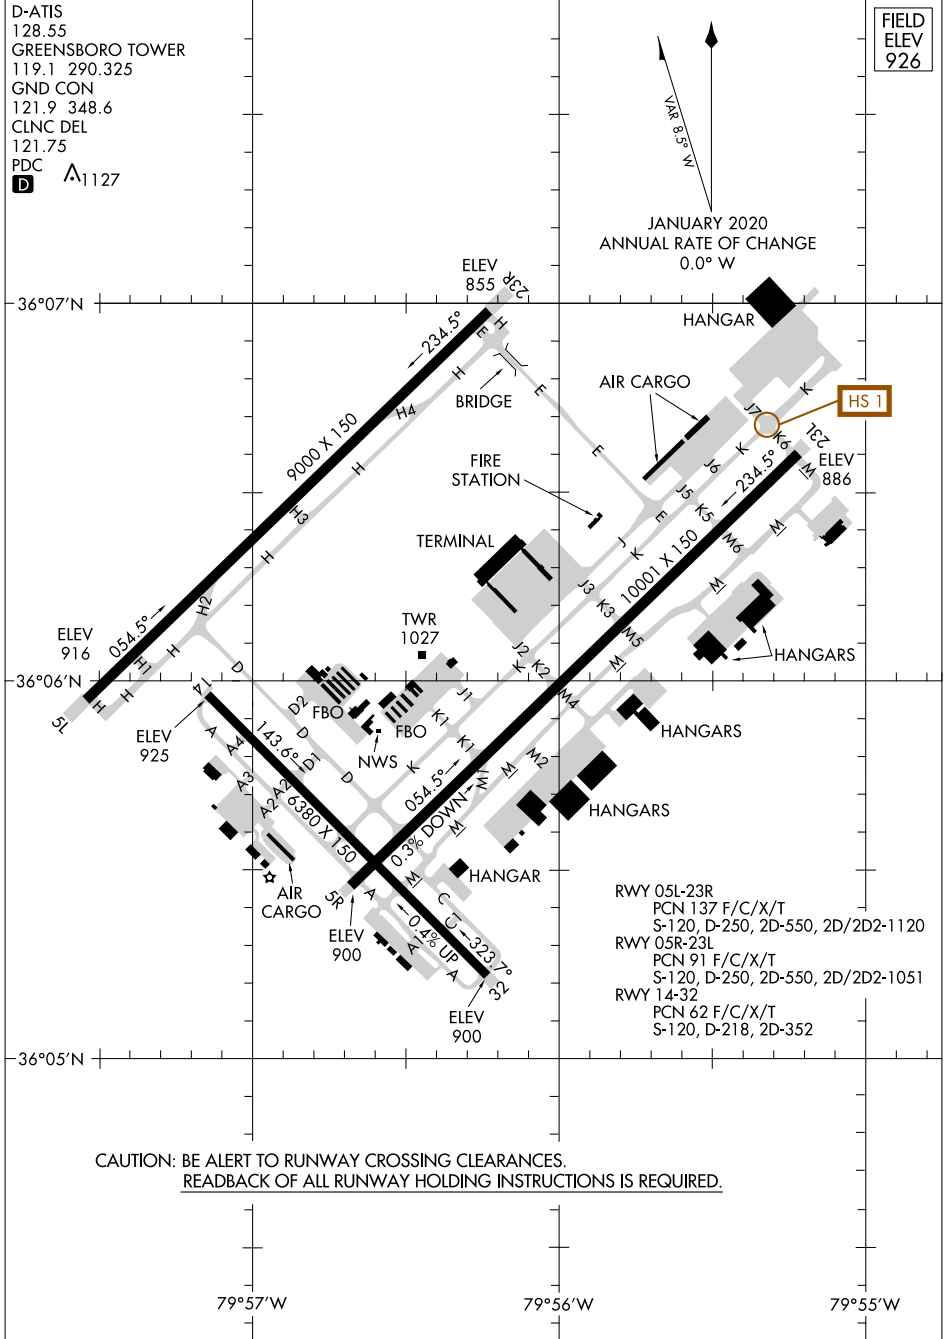 D-ATIS
128.55
GREENSBORO TOWER
119.1 290.325
GND CON
121.9 348.6
CLNC DEL
121.75
PDC
D
1127
FIELD
ELEV
926
VAR 8.5° W
JANUARY 2020
ANNUAL RATE OF CHANGE
0.0° W
36°07'N
ELEV
855
23R
H
E
234.5°
H
BRIDGE
E
H4
9000 X 150
H
E
H3
H
H2
054.5°
ELEV
916
H1
H
H
H
5L
HANGAR
AIR CARGO
HS 1
K
J7
K6
23L
K
J6
234.5°
M
ELEV
886
FIRE
STATION
J5
K5
E
M
M6
TERMINAL
J
K
10001 X 150
J3
K3
M
M5
M
HANGARS
TWR
1027
J2
K
K2
M4
36°06'N
14
D
D2
FBO
D
D1
D
NWS
FBO
J1
K1
K1
K
HANGARS
ELEV
925
A
A4
143.6°
A3
A2
A2
6380 X 150
054.5°
0.3% DOWN
M1
M
M2
M
HANGARS
AIR
CARGO
5R
A
M
HANGAR
ELEV
900
C
C1
323.7°
0.4% UP
A1
A
32
ELEV
900
RWY 05L-23R
PCN 137 F/C/X/T
S-120, D-250, 2D-550, 2D/2D2-1120
RWY 05R-23L
PCN 91 F/C/X/T
S-120, D-250, 2D-550, 2D/2D2-1051
RWY 14-32
PCN 62 F/C/X/T
S-120, D-218, 2D-352
36°05'N
CAUTION: BE ALERT TO RUNWAY CROSSING CLEARANCES.
READBACK OF ALL RUNWAY HOLDING INSTRUCTIONS IS REQUIRED.
79°57'W
79°56'W
79°55'W